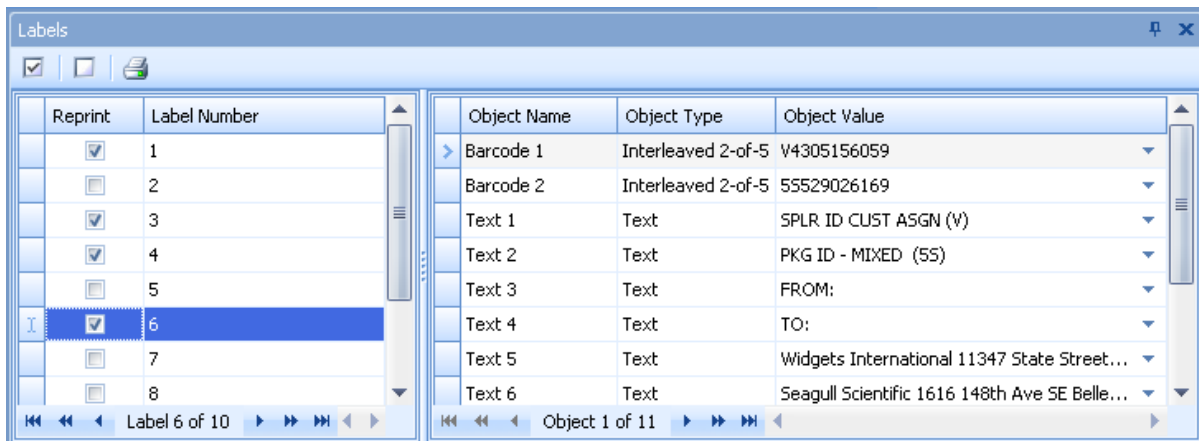 Labels
Reprint Label Number
1
2
3
4
5
6
7
8
Label 6 of 10
Object Name Object Type Object Value
Barcode 1 Interleaved 2-of-5 V4305156059
Barcode 2 Interleaved 2-of-5 5S529026169
Text 1 Text SPLR ID CUST ASGN (V)
Text 2 Text PKG ID - MIXED (5S)
Text 3 Text FROM:
Text 4 Text TO:
Text 5 Text Widgets International 11347 State Street...
Text 6 Text Seagull Scientific 1616 148th Ave SE Belle...
Object 1 of 11